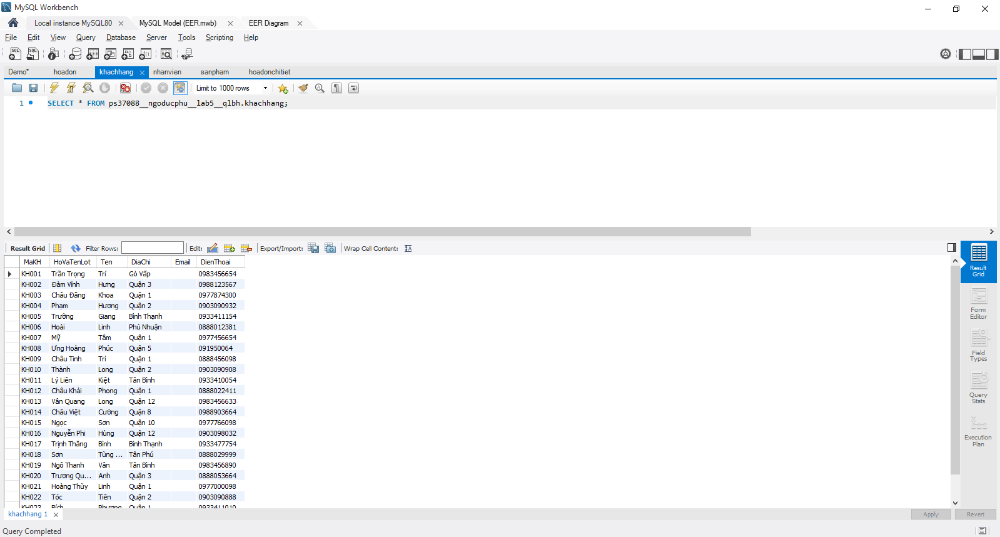 MySQL Workbench
Local instance MySQL80 MySQL Model (EER.mwb) EER Diagram
File Edit View Query Database Server Tools Scripting Help
Demo* hoadon khachhang nhanvien sanpham hoadonchitiet
Limit to 1000 rows
1 SELECT * FROM ps37088__ngoducphu__lab5__qlbh.khachhang;
Result Grid Filter Rows: Edit: Export/Import: Wrap Cell Content:
MaKH HoVaTenLot Ten DiaChi Email DienThoai
KH001 Trần Trọng Trí Gò Vấp 0983456654
KH002 Đàm Vĩnh Hưng Quận 3 0988123567
KH003 Châu Đăng Khoa Quận 1 0977874300
KH004 Phạm Hương Quận 2 0903090932
KH005 Trường Giang Bình Thạnh 0933411154
KH006 Hoài Linh Phú Nhuận 0888012381
KH007 Mỹ Tâm Quận 1 0977456654
KH008 Ưng Hoàng Phúc Quận 5 091950064
KH009 Châu Tinh Trì Quận 1 0888456098
KH010 Thành Long Quận 2 0903090908
KH011 Lý Liên Kiệt Tân Bình 0933410054
KH012 Châu Khải Phong Quận 1 0888022411
KH013 Vân Quang Long Quận 12 0983456633
KH014 Châu Việt Cường Quận 8 0988903664
KH015 Ngọc Sơn Quận 10 0977766098
KH016 Nguyễn Phi Hùng Quận 12 0903098032
KH017 Trịnh Thăng Bình Bình Thạnh 0933477754
KH018 Sơn Tùng ... Tân Phú 0888029999
KH019 Ngô Thanh Vân Tân Bình 0983456890
KH020 Trương Qu... Anh Quận 3 0888053664
KH021 Hoàng Thùy Linh Quận 1 0977000098
KH022 Tóc Tiên Quận 2 0903090888
KH023 Bích Phương Quận 1 0933411010
Result
Grid
Form
Editor
Field
Types
Query
Stats
Execution
Plan
khachhang 1
Apply Revert
Query Completed